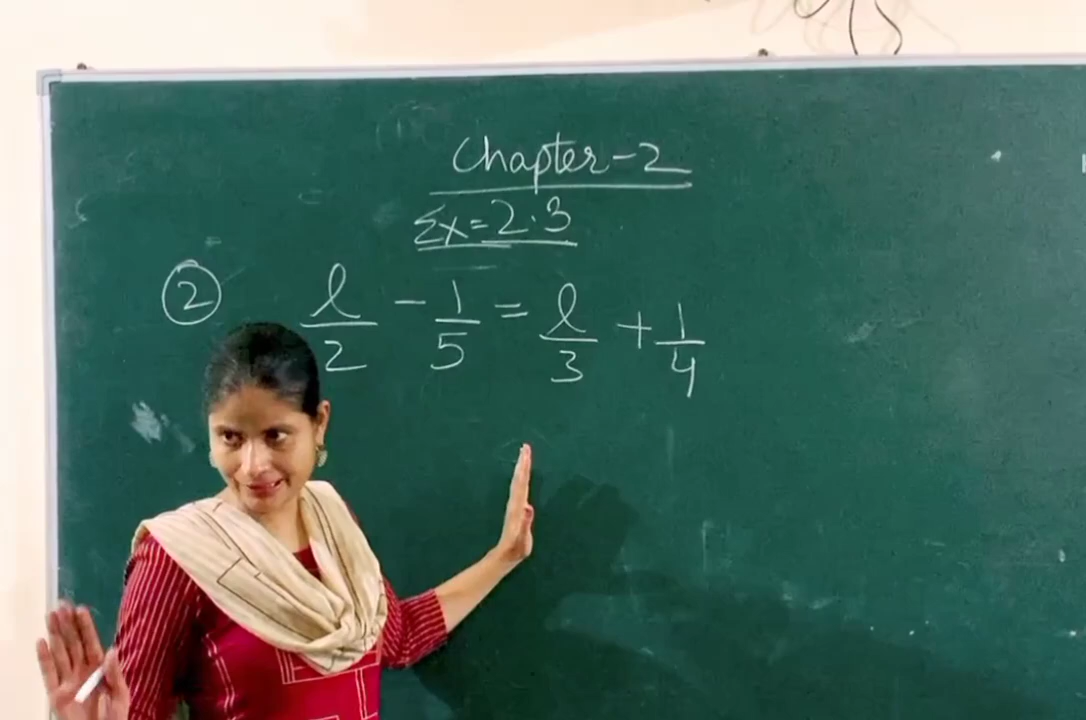 Chapter-2
Ex=2.3
2 l/2 - 1/5 = l/3 + 1/4